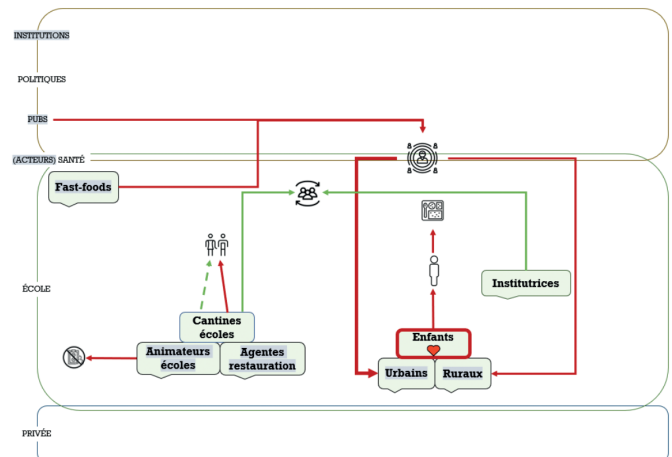 INSTITUTIONS
POLITIQUES
PUBS
(ACTEURS) SANTÉ
Fast-foods
ÉCOLE
Institutrices
Cantines
écoles
Enfants
Animateurs
écoles
Agentes
restauration
Urbains
Ruraux
PRIVÉE